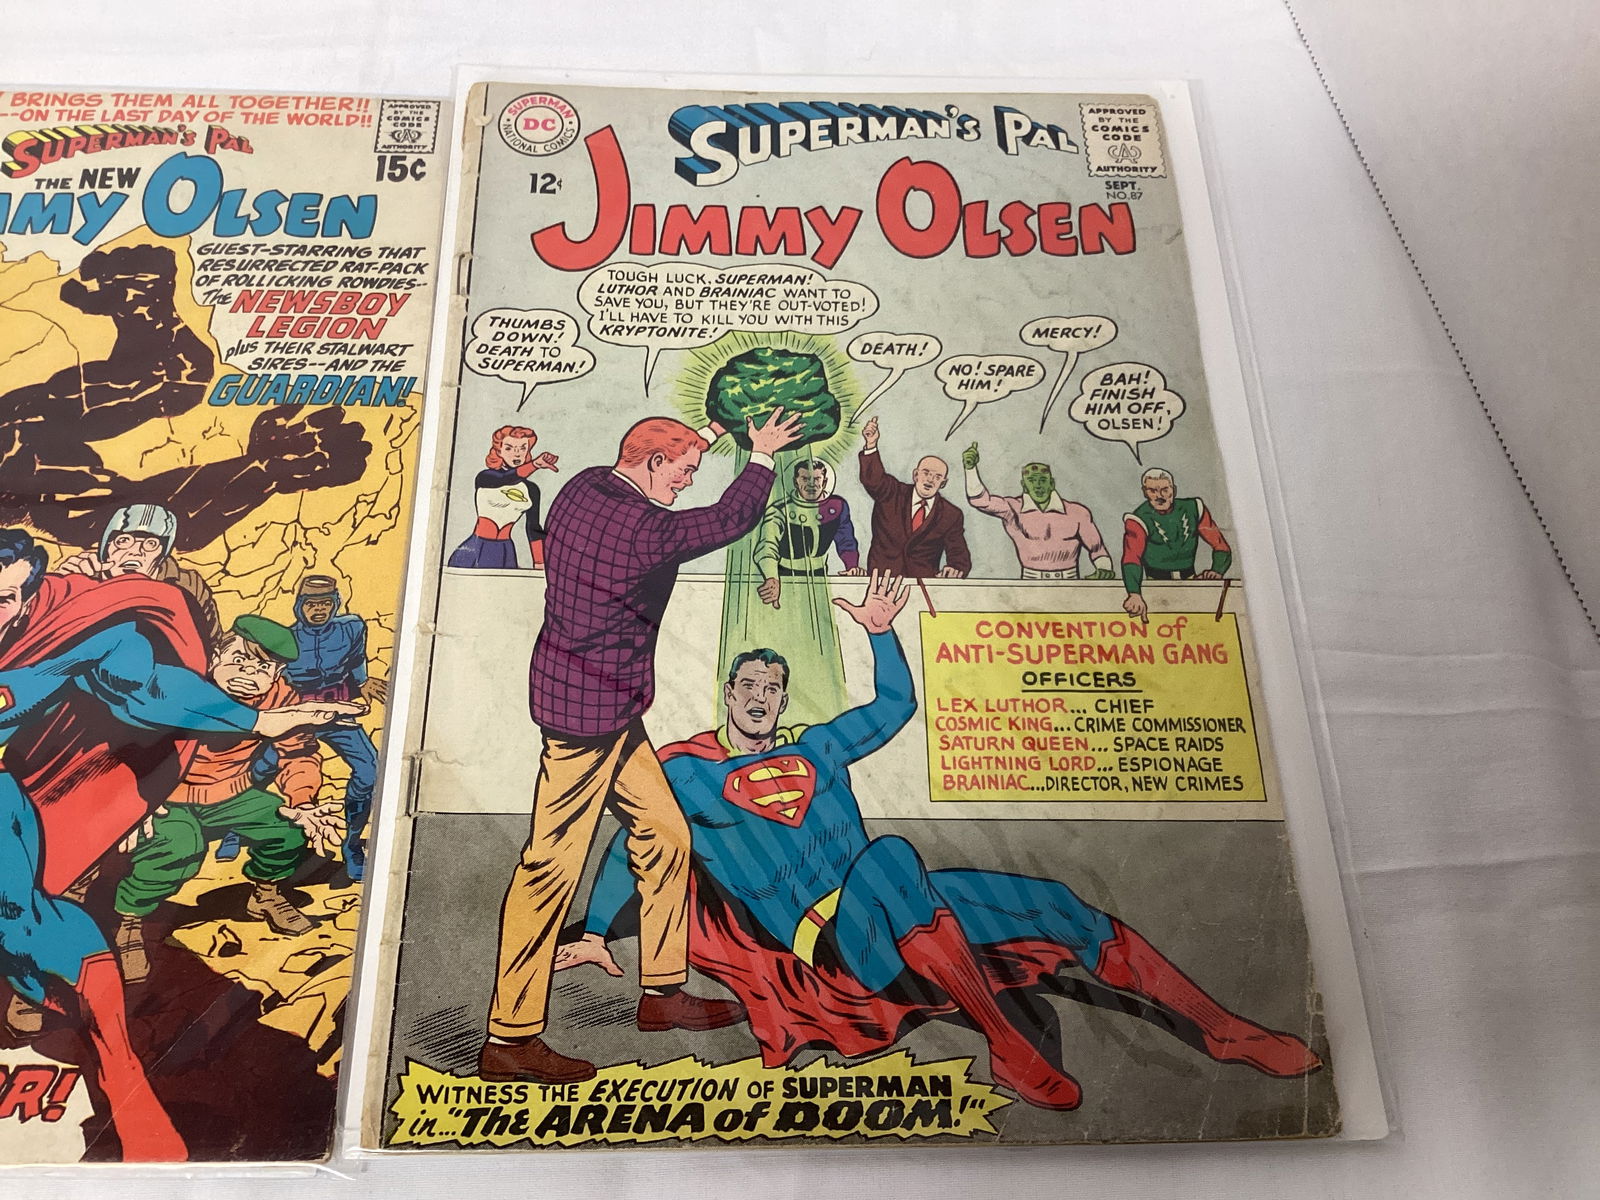 BRINGS THEM ALL TOGETHER!!
--ON THE LAST DAY OF THE WORLD!!
APPROVED
BY THE
COMICS
CODE
CA
AUTHORITY
SUPERMAN'S PAL
15¢
THE NEW
MMY OLSEN
GUEST-STARRING THAT
RESURRECTED RAT-PACK
OF ROLLICKING ROWDIES--
THE NEWSBOY
LEGION
plus THEIR STALWART
SIRES--AND THE
GUARDIAN!
R!
SUPERMAN
DC
NATIONAL COMICS
SUPERMAN'S PAL
APPROVED
BY THE
COMICS
CODE
CA
AUTHORITY
12¢
SEPT.
NO. 87
JIMMY OLSEN
TOUGH LUCK, SUPERMAN!
LUTHOR AND BRAINIAC WANT TO
SAVE YOU, BUT THEY'RE OUT-VOTED!
I'LL HAVE TO KILL YOU WITH THIS
KRYPTONITE!
THUMBS
DOWN!
DEATH TO
SUPERMAN!
DEATH!
NO! SPARE
HIM!
MERCY!
BAH!
FINISH
HIM OFF,
OLSEN!
CONVENTION of
ANTI-SUPERMAN GANG
OFFICERS
LEX LUTHOR... CHIEF
COSMIC KING... CRIME COMMISSIONER
SATURN QUEEN... SPACE RAIDS
LIGHTNING LORD... ESPIONAGE
BRAINIAC...DIRECTOR, NEW CRIMES
WITNESS THE EXECUTION OF SUPERMAN
in..."THE ARENA of DOOM!"